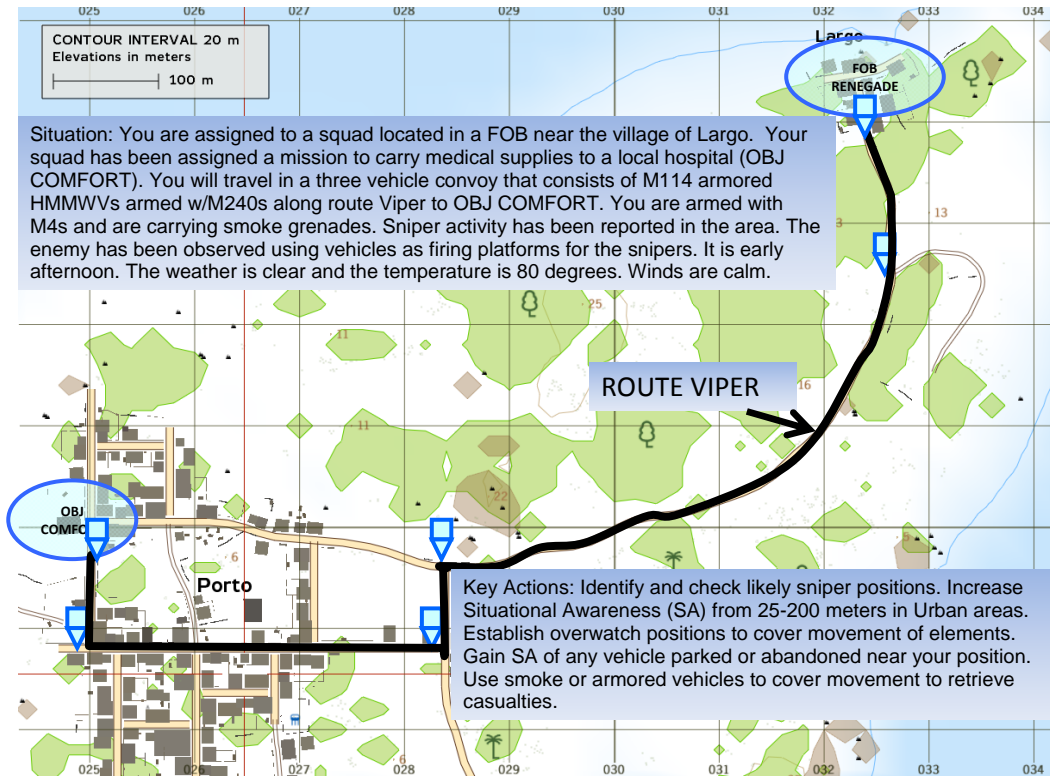 025 026 027 028 029 030 031 032 033 034
CONTOUR INTERVAL 20 m
Elevations in meters
100 m
Largo
FOB
RENEGADE
Situation: You are assigned to a squad located in a FOB near the village of Largo. Your
squad has been assigned a mission to carry medical supplies to a local hospital (OBJ
COMFORT). You will travel in a three vehicle convoy that consists of M114 armored
HMMWVs armed w/M240s along route Viper to OBJ COMFORT. You are armed with
M4s and are carrying smoke grenades. Sniper activity has been reported in the area. The
enemy has been observed using vehicles as firing platforms for the snipers. It is early
afternoon. The weather is clear and the temperature is 80 degrees. Winds are calm.
3
13
25
11
ROUTE VIPER
16
11
22
OBJ
COMFO
6
5
Porto
Key Actions: Identify and check likely sniper positions. Increase
Situational Awareness (SA) from 25-200 meters in Urban areas.
Establish overwatch positions to cover movement of elements.
Gain SA of any vehicle parked or abandoned near your position.
Use smoke or armored vehicles to cover movement to retrieve
casualties.
025 026 027 028 029 030 031 032 033 034